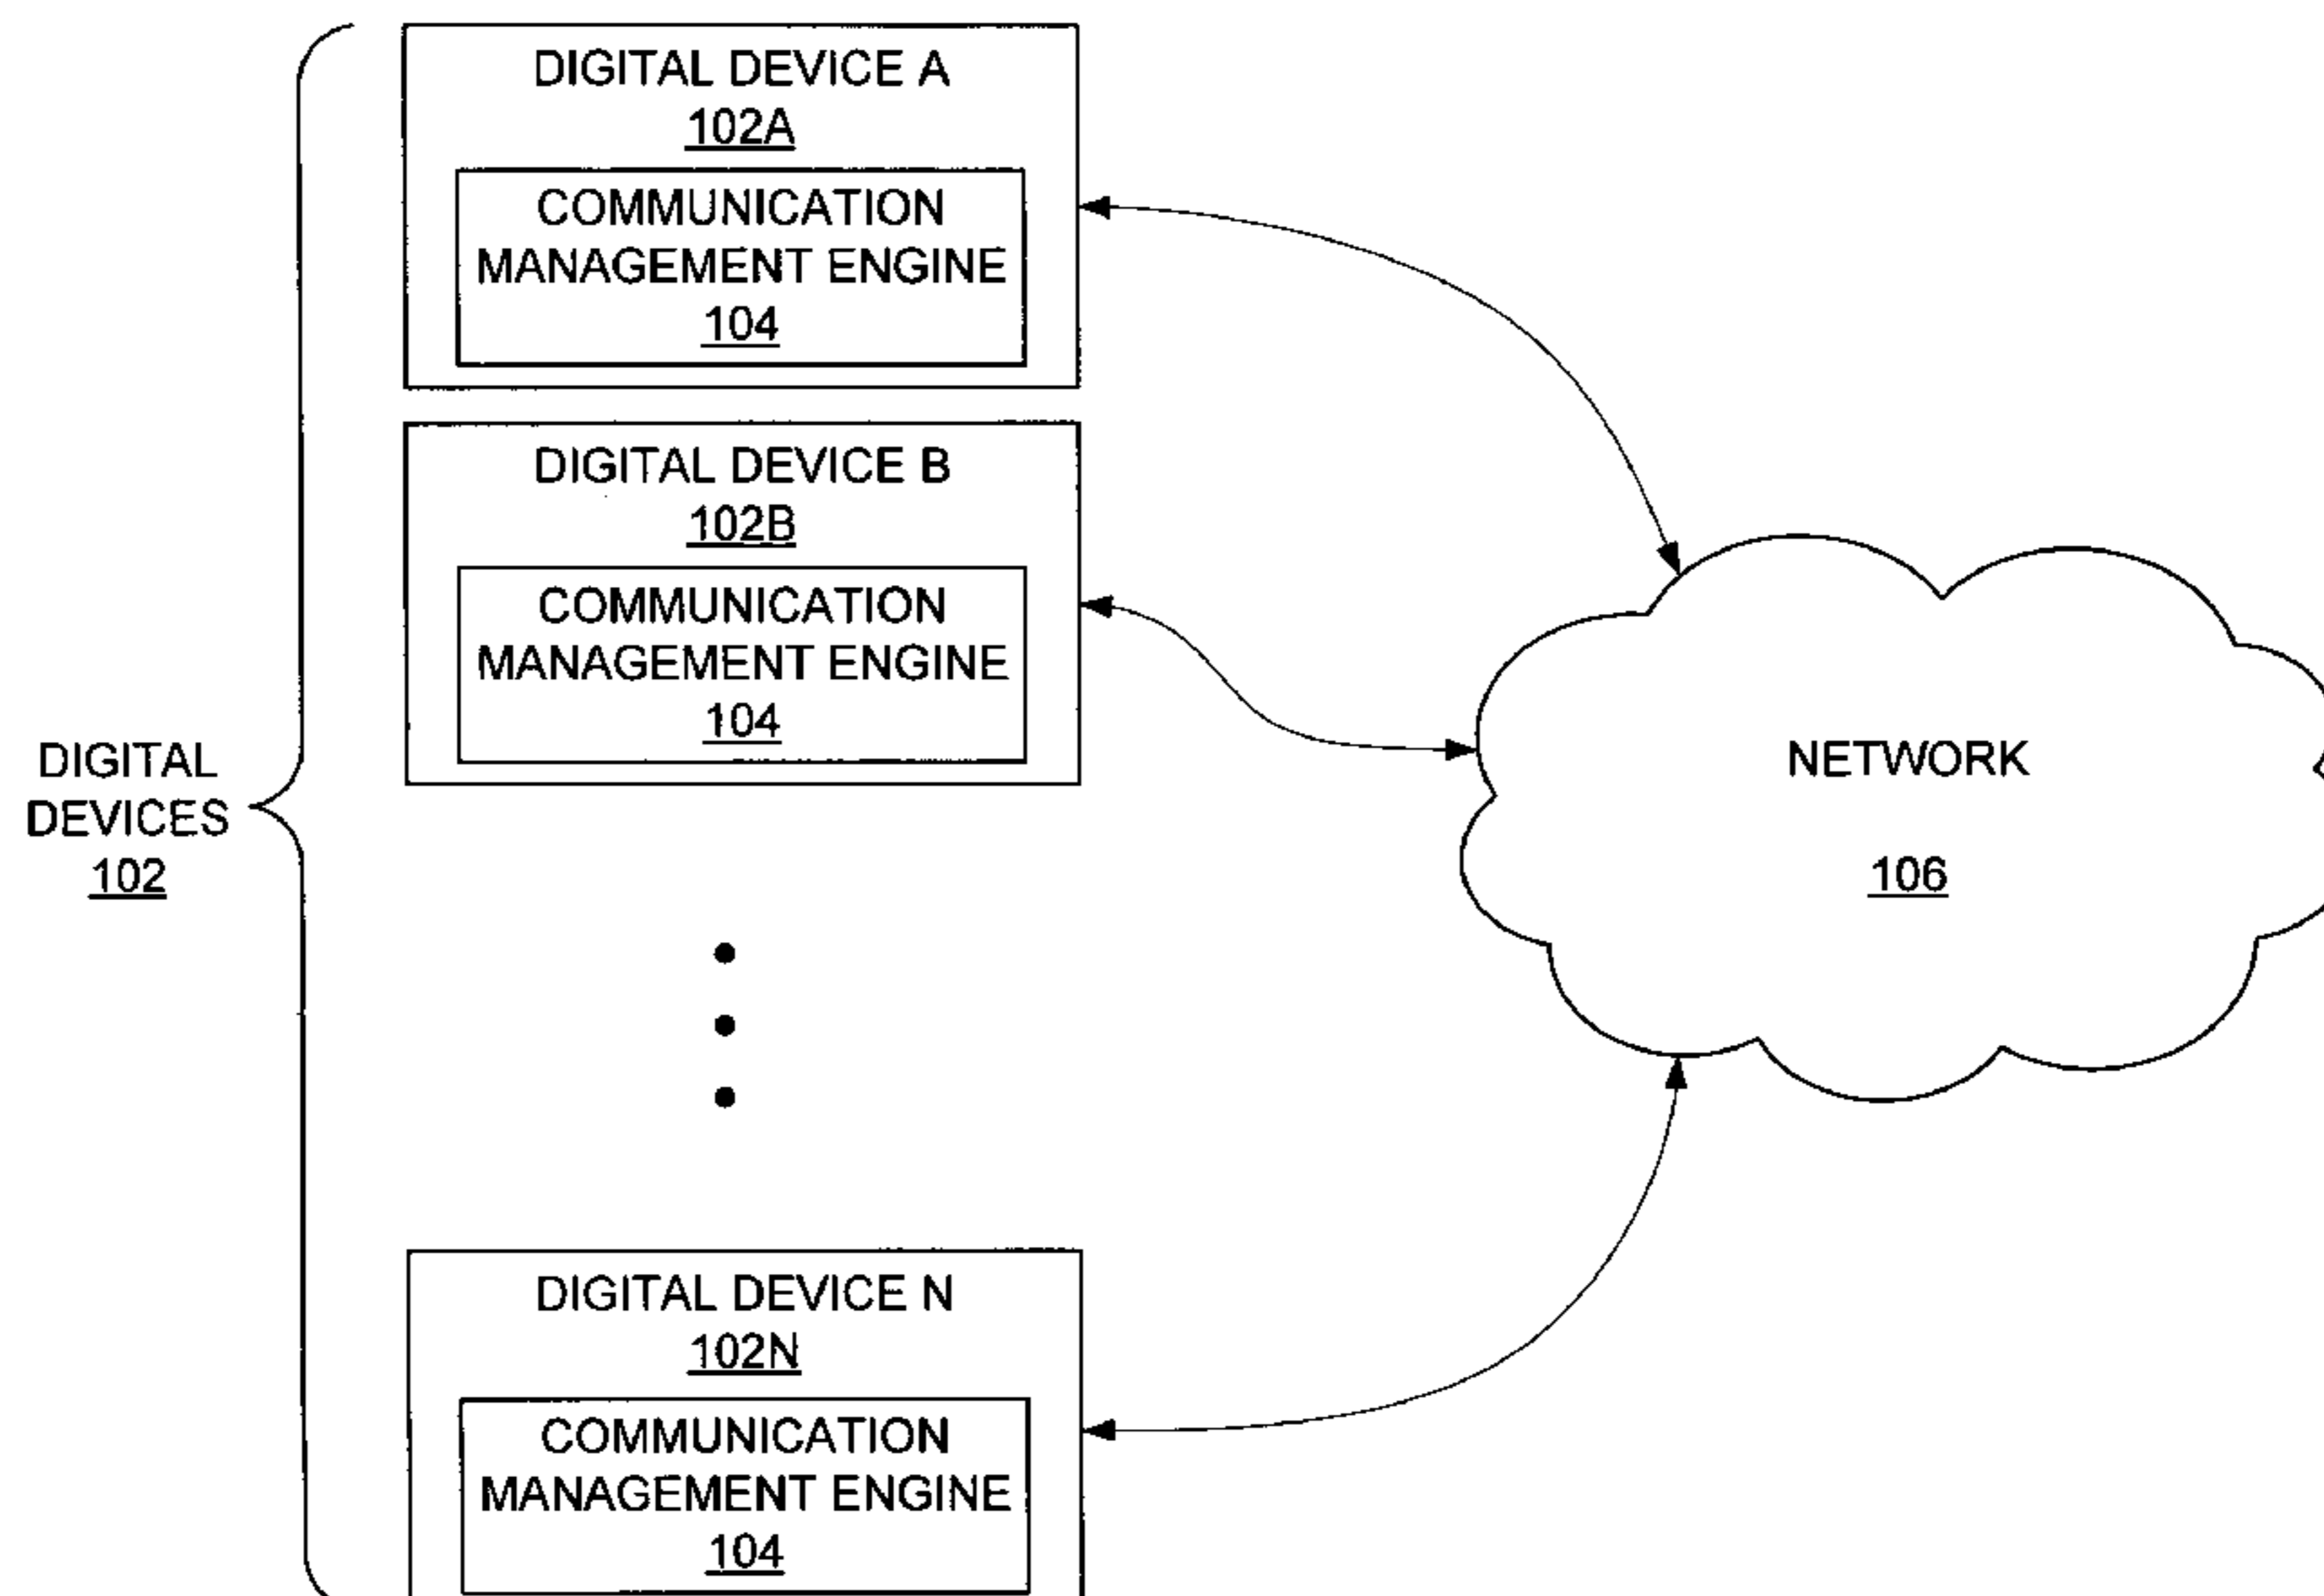 DIGITAL DEVICE A
102A
COMMUNICATION
MANAGEMENT ENGINE
104
DIGITAL DEVICE B
102B
COMMUNICATION
MANAGEMENT ENGINE
104
DIGITAL
DEVICES
102
NETWORK
106
DIGITAL DEVICE N
102N
COMMUNICATION
MANAGEMENT ENGINE
104